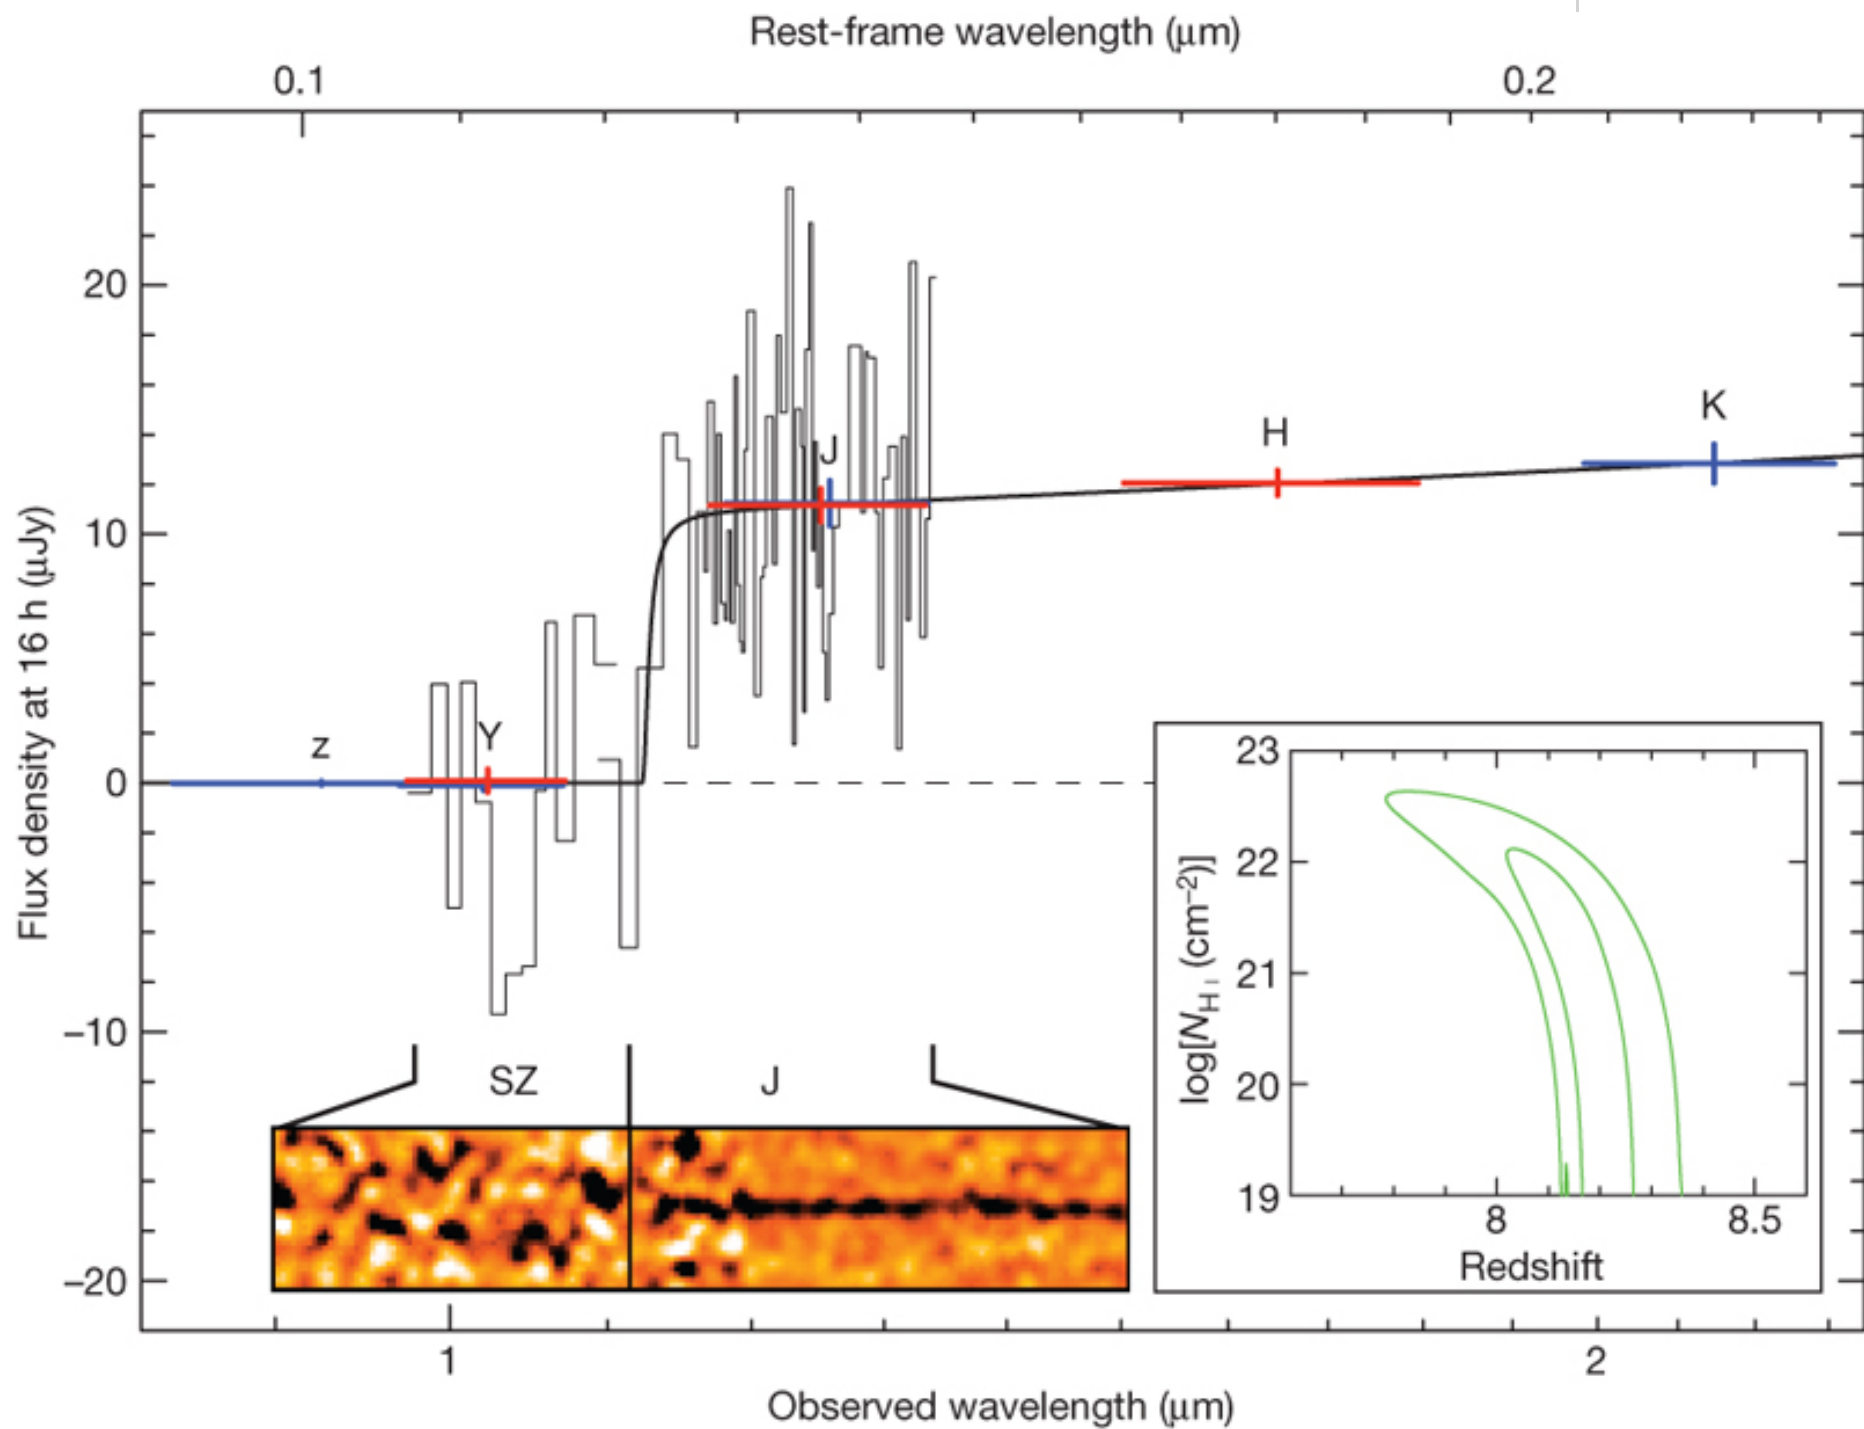 Rest-frame wavelength (μm)
0.1
0.2
20
10
0
−10
−20
Flux density at 16 h (μJy)
z
Y
J
H
K
SZ
J
23
22
21
20
19
log[N_H I (cm⁻²)]
8
8.5
Redshift
1
2
Observed wavelength (μm)